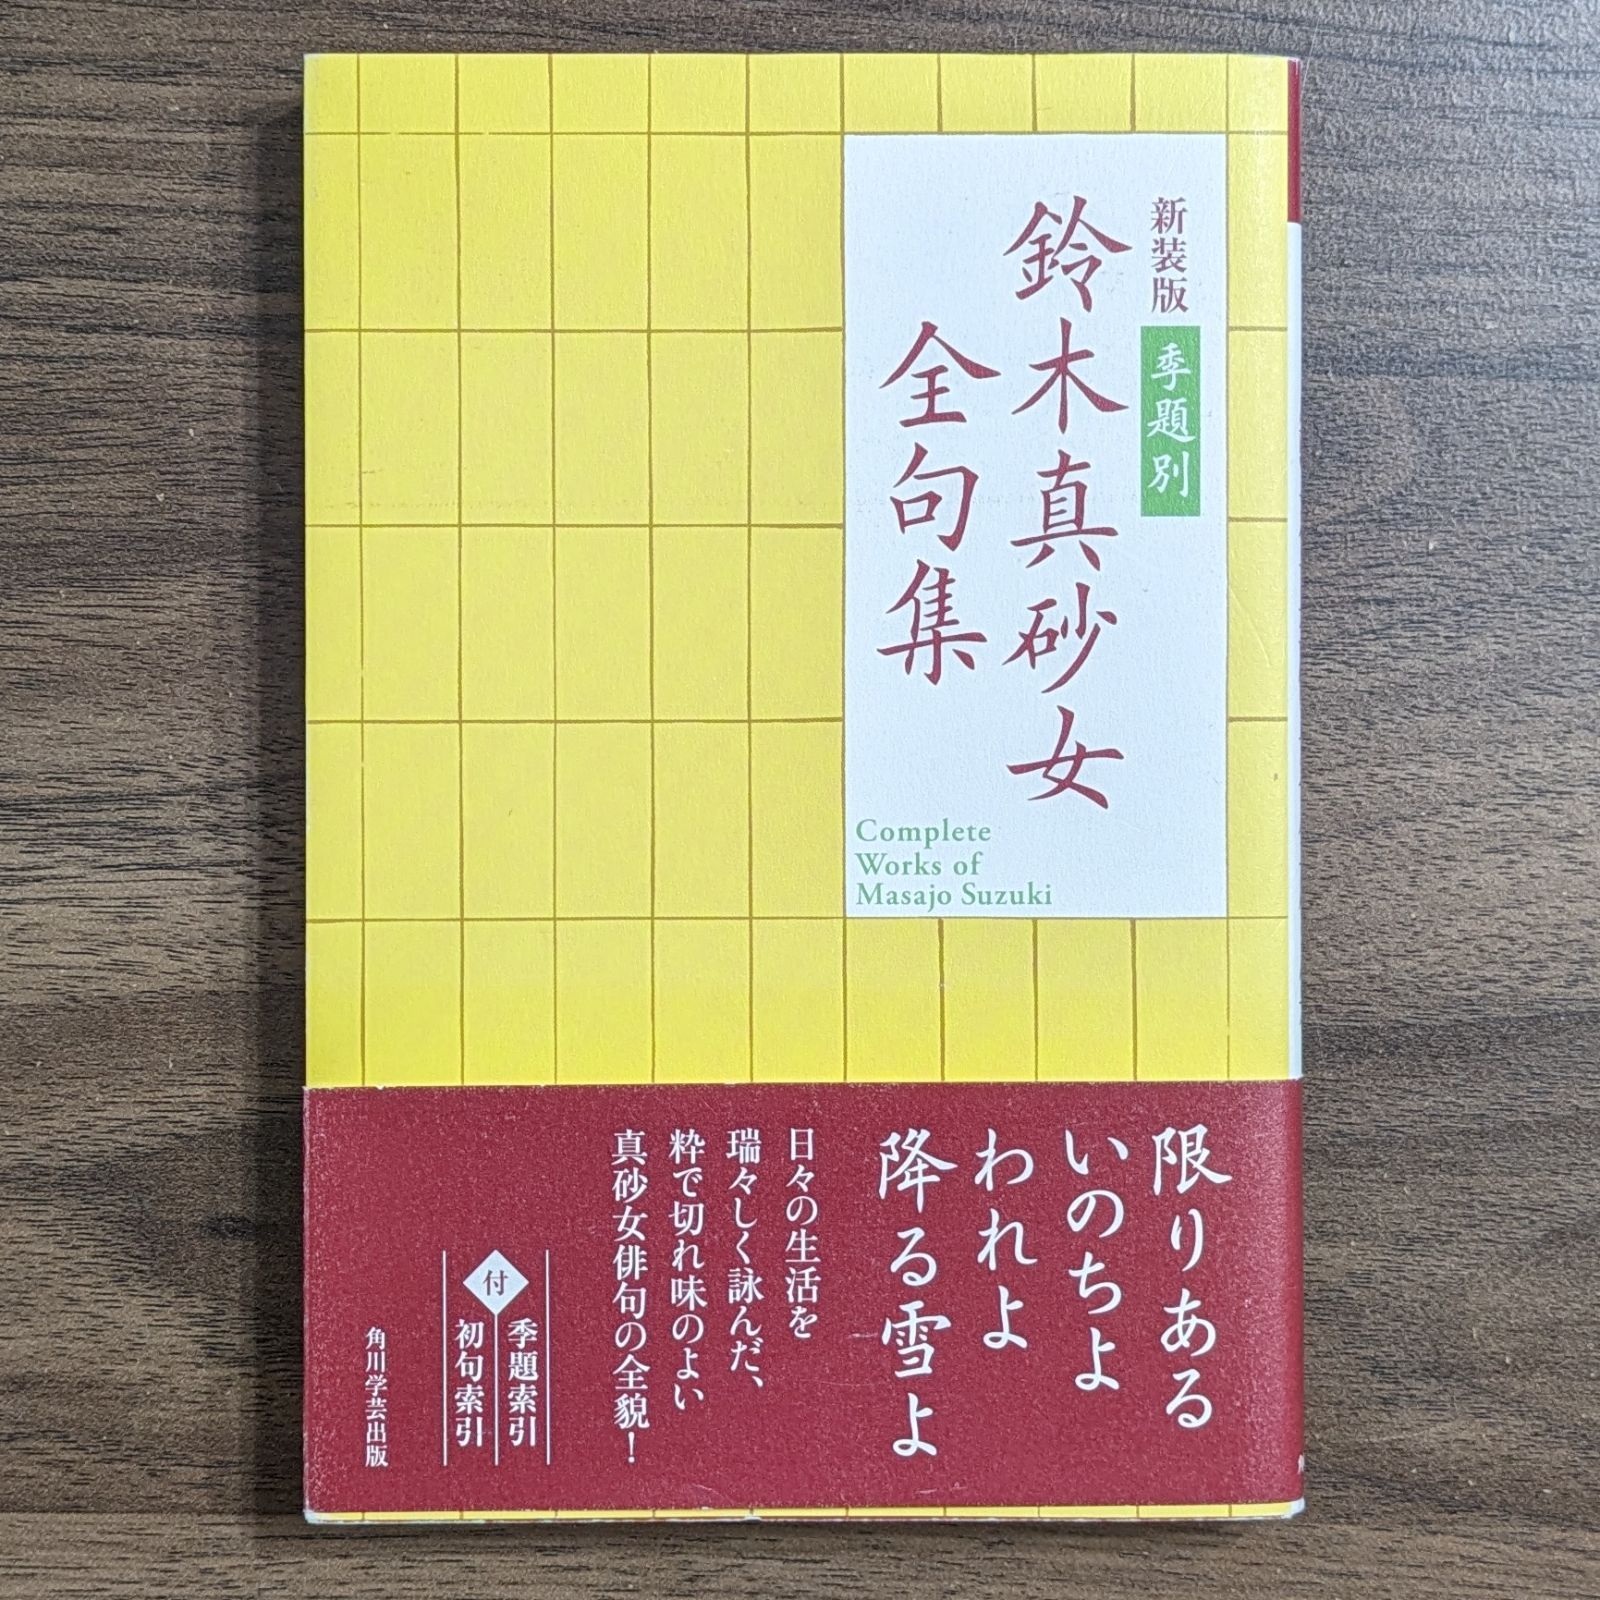 新装版
季題別
鈴木真砂女
全句集
Complete
Works of
Masajo Suzuki
限りある
いのちよ
われよ
降る雪よ
日々の生活を
瑞々しく詠んだ、
粋で切れ味のよい
真砂女俳句の全貌！
付
季題索引
初句索引
角川学芸出版